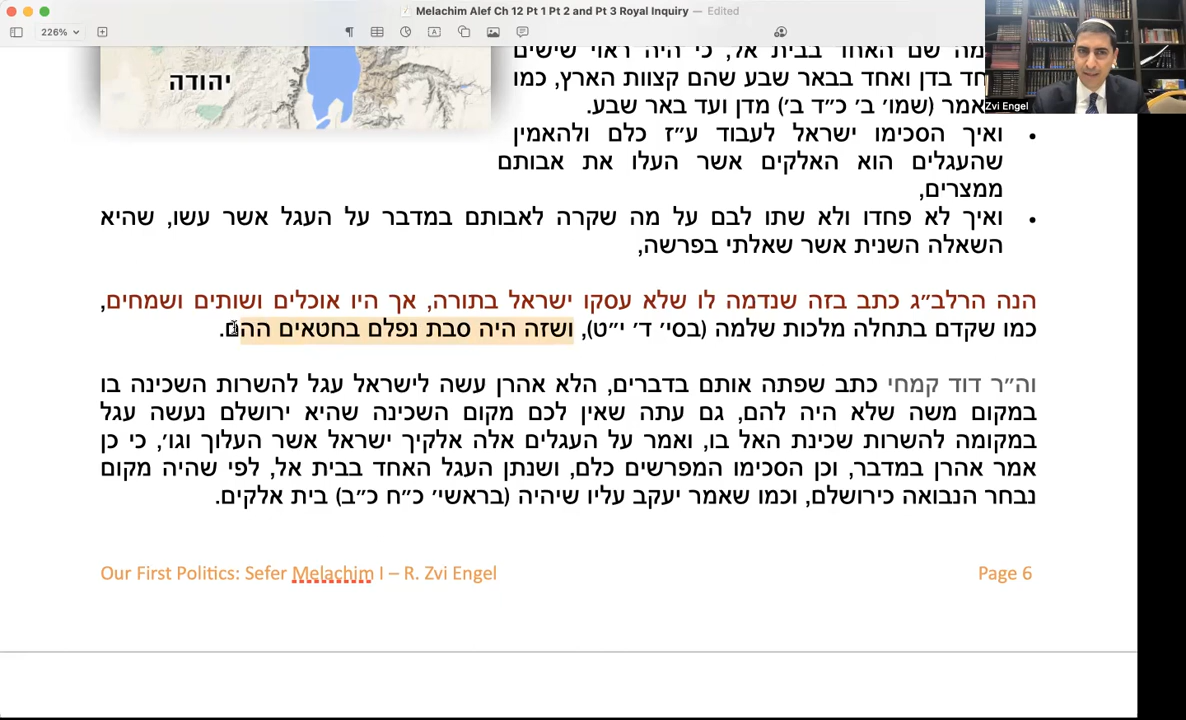 Melachim Alef Ch 12 Pt 1 Pt 2 and Pt 3 Royal Inquiry — Edited
226%
יהודה
שם האחד בבית אל, כי היה ראוי שישים
בדן ואחד בבאר שבע שהם קצוות הארץ, כמו
(שמו׳ ב׳ כ״ד ב׳) מדן ועד באר שבע.
Zvi Engel
• ואיך הסכימו ישראל לעבוד ע״ז כלם ולהאמין
שהעגלים הוא האלקים אשר העלו את אבותם
ממצרים,
• ואיך לא פחדו ולא שתו לבם על מה שקרה לאבותם במדבר על העגל אשר עשו, שהיא
השאלה השנית אשר שאלתי בפרשה,
הנה הרלב״ג כתב בזה שנדמה לו שלא עסקו ישראל בתורה, אך היו אוכלים ושותים ושמחים,
כמו שקדם בתחלה מלכות שלמה (בסי׳ ד׳ י״ט), ושזה היה סבת נפלם בחטאים ההם.
וה״ר דוד קמחי כתב שפתה אותם בדברים, הלא אהרן עשה לישראל עגל להשרות השכינה בו
במקום משה שלא היה להם, גם עתה שאין לכם מקום השכינה שהיא ירושלם נעשה עגל
במקומה להשרות שכינת האל בו, ואמר על העגלים אלה אלקיך ישראל אשר העלוך וגו׳, כי כן
אמר אהרן במדבר, וכן הסכימו המפרשים כלם, ושנתן העגל האחד בבית אל, לפי שהיה מקום
נבחר הנבואה כירושלם, וכמו שאמר יעקב עליו שיהיה (בראשי׳ כ״ח כ״ב) בית אלקים.
Our First Politics: Sefer Melachim I – R. Zvi Engel
Page 6